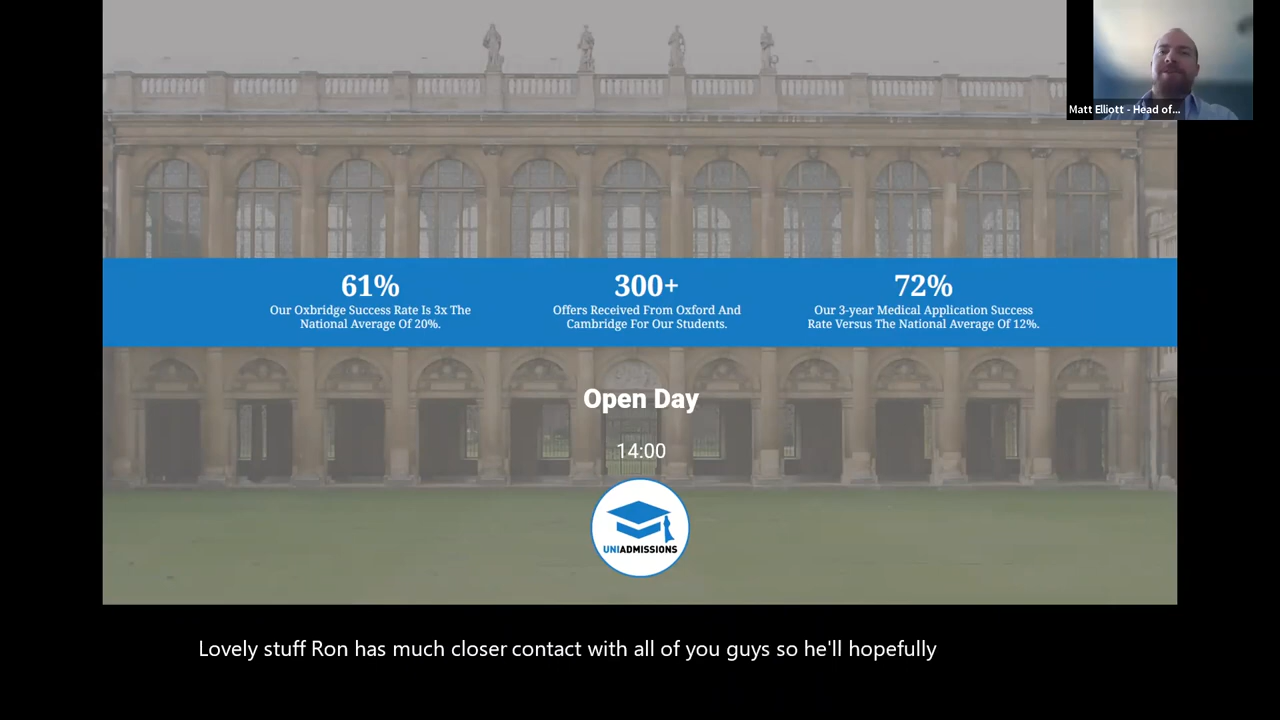 Matt Elliott - Head of...
61%
Our Oxbridge Success Rate Is 3x The
National Average Of 20%.
300+
Offers Received From Oxford And
Cambridge For Our Students.
72%
Our 3-year Medical Application Success
Rate Versus The National Average Of 12%.
Open Day
14:00
UNIADMISSIONS
Lovely stuff Ron has much closer contact with all of you guys so he'll hopefully